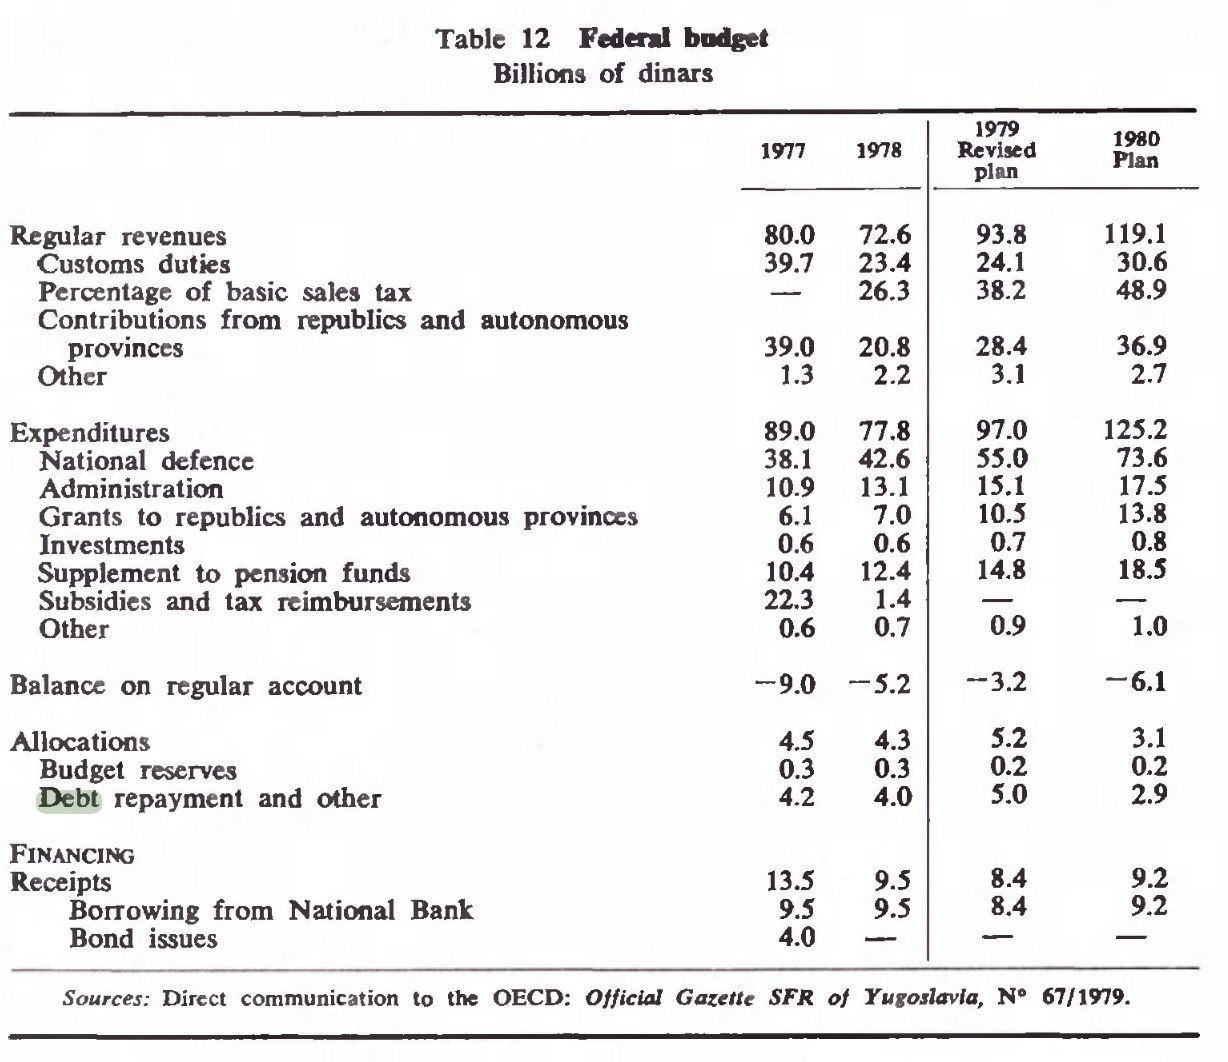 Table 12 Federal budget
Billions of dinars
1977 1978 1979 Revised plan 1980 Plan
Regular revenues 80.0 72.6 93.8 119.1
Customs duties 39.7 23.4 24.1 30.6
Percentage of basic sales tax — 26.3 38.2 48.9
Contributions from republics and autonomous
provinces 39.0 20.8 28.4 36.9
Other 1.3 2.2 3.1 2.7
Expenditures 89.0 77.8 97.0 125.2
National defence 38.1 42.6 55.0 73.6
Administration 10.9 13.1 15.1 17.5
Grants to republics and autonomous provinces 6.1 7.0 10.5 13.8
Investments 0.6 0.6 0.7 0.8
Supplement to pension funds 10.4 12.4 14.8 18.5
Subsidies and tax reimbursements 22.3 1.4 — —
Other 0.6 0.7 0.9 1.0
Balance on regular account −9.0 −5.2 −3.2 −6.1
Allocations 4.5 4.3 5.2 3.1
Budget reserves 0.3 0.3 0.2 0.2
Debt repayment and other 4.2 4.0 5.0 2.9
FINANCING
Receipts 13.5 9.5 8.4 9.2
Borrowing from National Bank 9.5 9.5 8.4 9.2
Bond issues 4.0 — — —
Sources: Direct communication to the OECD: Official Gazette SFR of Yugoslavia, N° 67/1979.